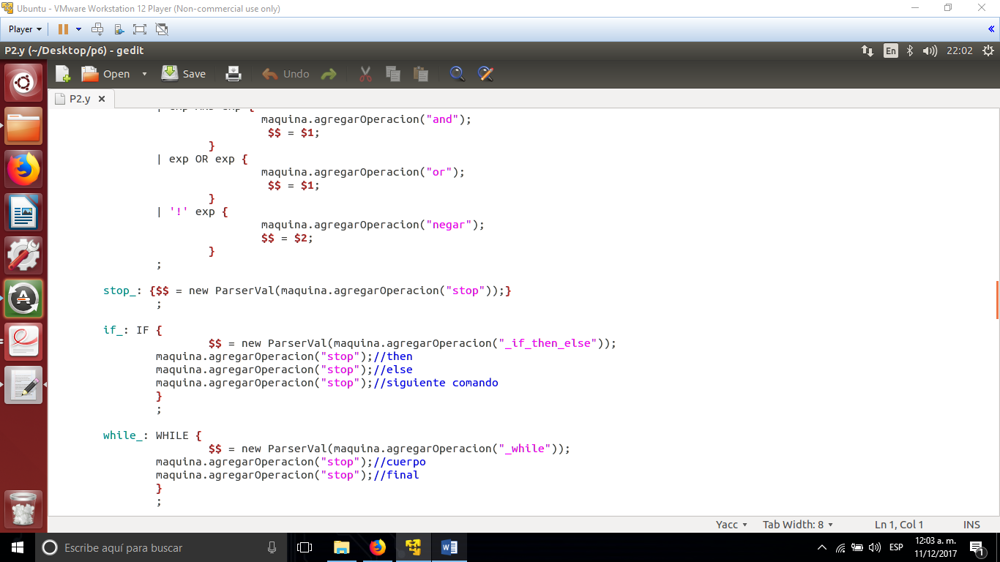 Ubuntu - VMware Workstation 12 Player (Non-commercial use only)
Player
P2.y (~/Desktop/p6) - gedit
En
22:02
Open
Save
Undo
P2.y
maquina.agregarOperacion("and");
$$ = $1;
}
| exp OR exp {
maquina.agregarOperacion("or");
$$ = $1;
}
| '!' exp {
maquina.agregarOperacion("negar");
$$ = $2;
}
;
stop_: {$$ = new ParserVal(maquina.agregarOperacion("stop"));}
;
if_: IF {
$$ = new ParserVal(maquina.agregarOperacion("_if_then_else"));
maquina.agregarOperacion("stop");//then
maquina.agregarOperacion("stop");//else
maquina.agregarOperacion("stop");//siguiente comando
}
;
while_: WHILE {
$$ = new ParserVal(maquina.agregarOperacion("_while"));
maquina.agregarOperacion("stop");//cuerpo
maquina.agregarOperacion("stop");//final
}
;
Yacc Tab Width: 8 Ln 1, Col 1 INS
Escribe aquí para buscar
ESP
12:03 a. m.
11/12/2017
1